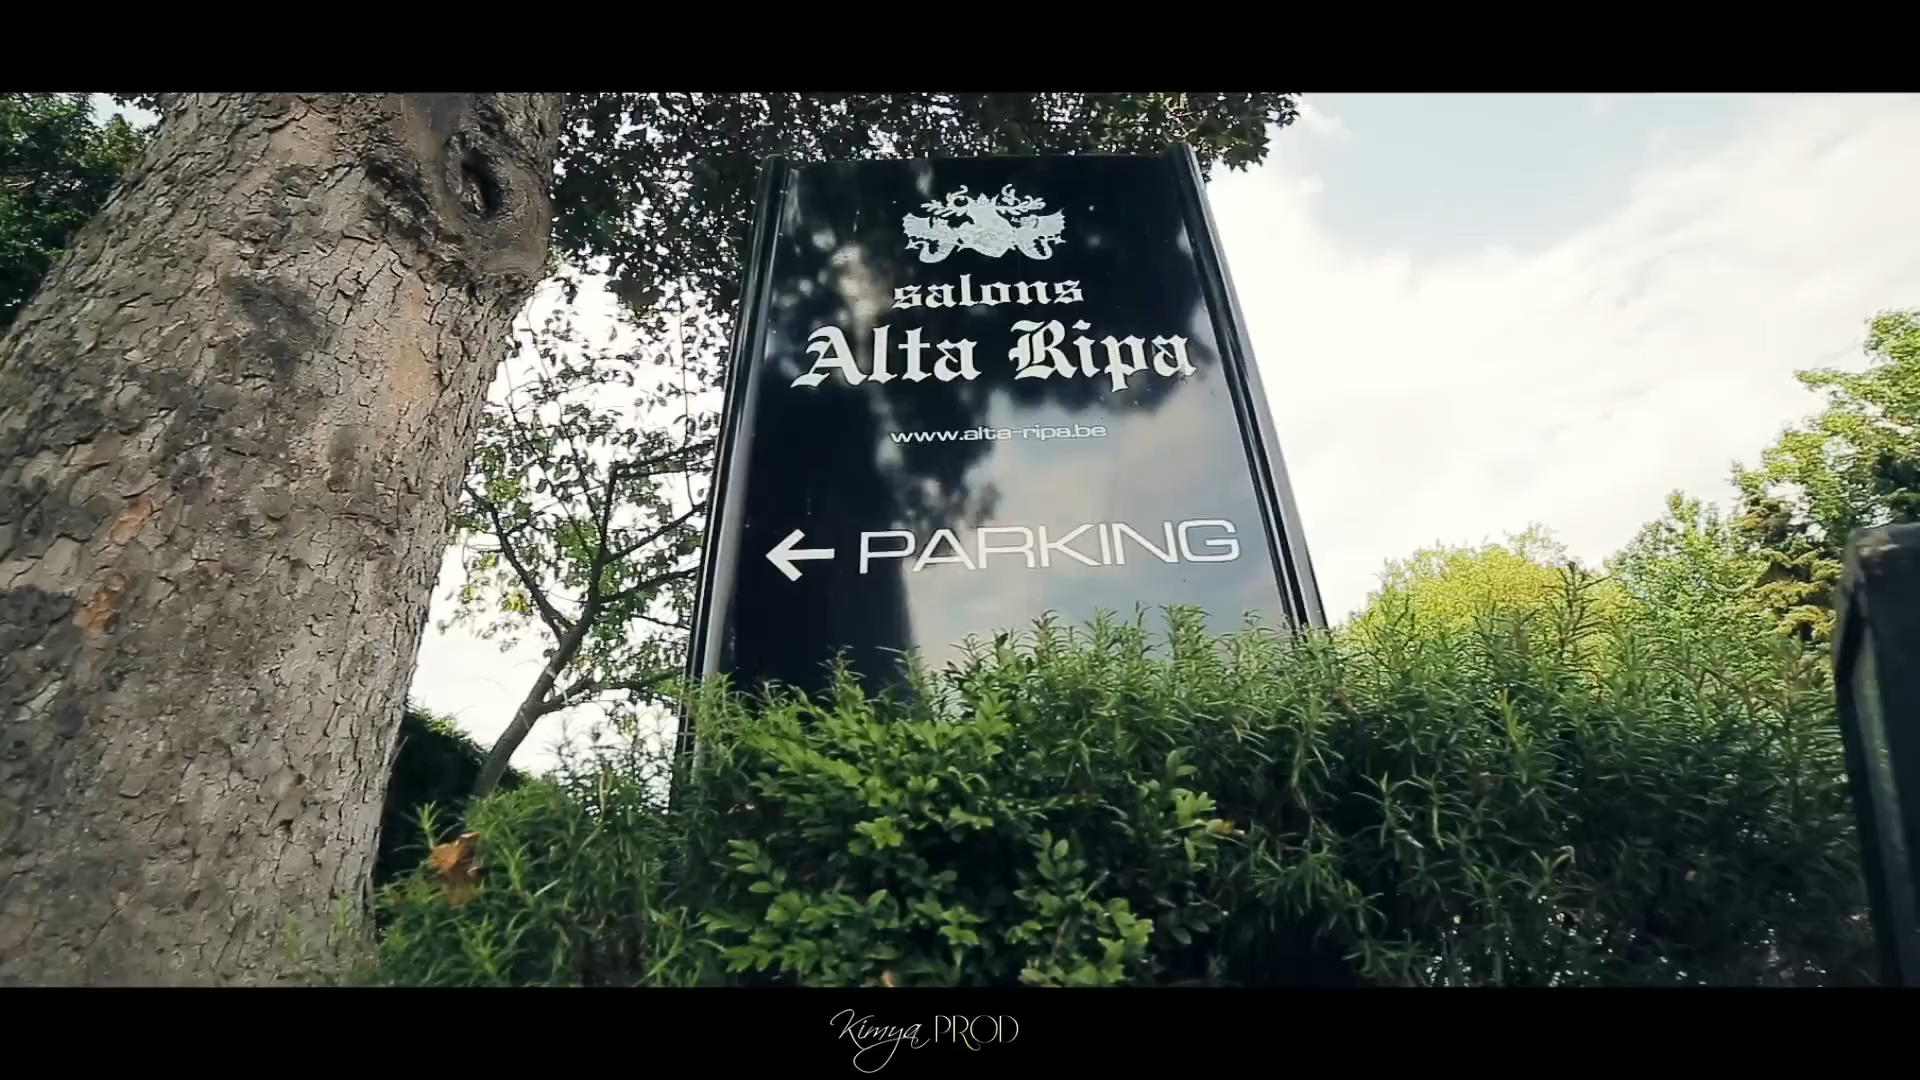 salons
Alta Ripa
www.alta-ripa.be
← PARKING
Kimya PROD